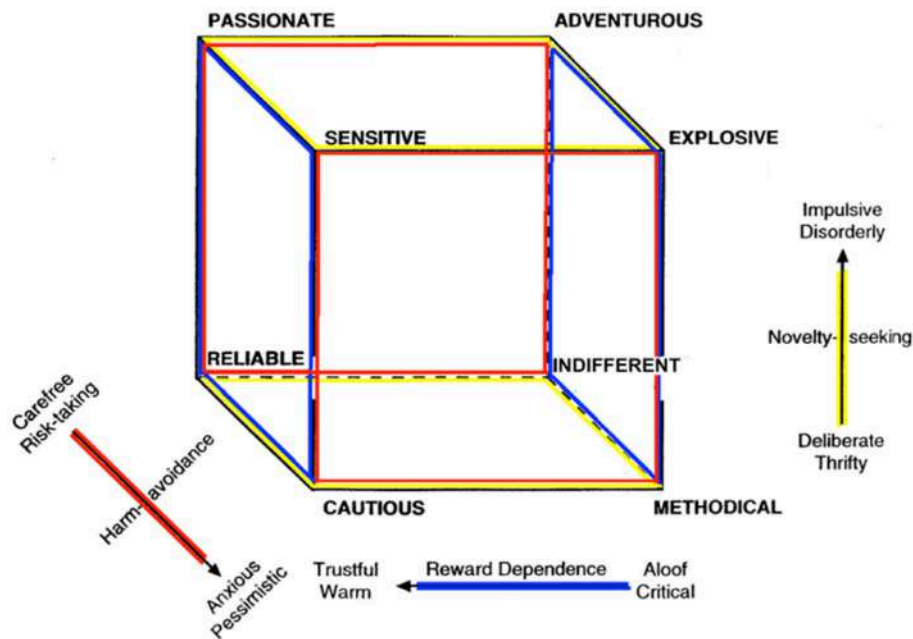 PASSIONATE
ADVENTUROUS
SENSITIVE
EXPLOSIVE
Impulsive
Disorderly
Novelty-seeking
Deliberate
Thrifty
RELIABLE
INDIFFERENT
Carefree
Risk-taking
Harm-avoidance
Anxious
Pessimistic
CAUTIOUS
METHODICAL
Trustful
Warm
Reward Dependence
Aloof
Critical